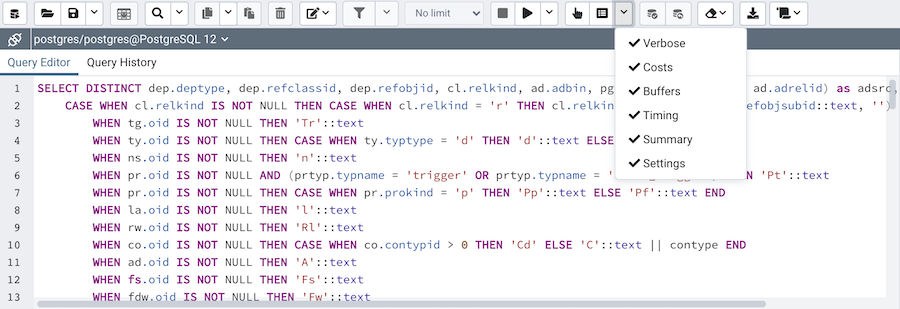 No limit
postgres/postgres@PostgreSQL 12
Verbose
Costs
Buffers
Timing
Summary
Settings
Query Editor Query History
1 SELECT DISTINCT dep.deptype, dep.refclassid, dep.refobjid, cl.relkind, ad.adbin, pg ad.adrelid) as adsrc,
2 CASE WHEN cl.relkind IS NOT NULL THEN CASE WHEN cl.relkind = 'r' THEN cl.relkin efobjsubid::text, '')
3 WHEN tg.oid IS NOT NULL THEN 'Tr'::text
4 WHEN ty.oid IS NOT NULL THEN CASE WHEN ty.typtype = 'd' THEN 'd'::text ELSE
5 WHEN ns.oid IS NOT NULL THEN 'n'::text
6 WHEN pr.oid IS NOT NULL AND (prtyp.typname = 'trigger' OR prtyp.typname = ' N 'Pt'::text
7 WHEN pr.oid IS NOT NULL THEN CASE WHEN pr.prokind = 'p' THEN 'Pp'::text ELSE 'Pf'::text END
8 WHEN la.oid IS NOT NULL THEN 'l'::text
9 WHEN rw.oid IS NOT NULL THEN 'Rl'::text
10 WHEN co.oid IS NOT NULL THEN CASE WHEN co.contypid > 0 THEN 'Cd' ELSE 'C'::text || contype END
11 WHEN ad.oid IS NOT NULL THEN 'A'::text
12 WHEN fs.oid IS NOT NULL THEN 'Fs'::text
13 WHEN fdw.oid IS NOT NULL THEN 'Fw'::text